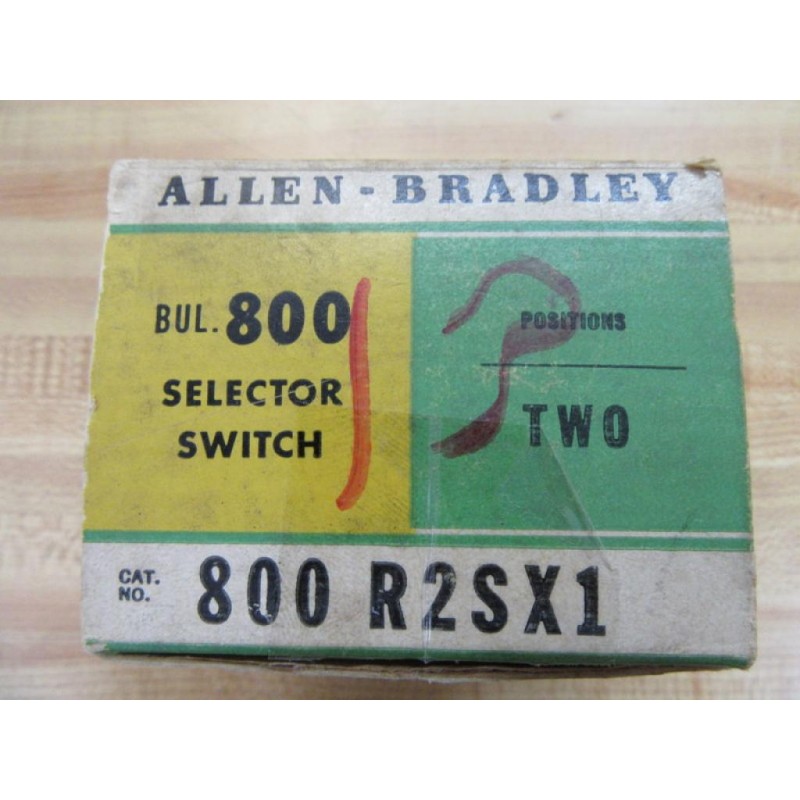 ALLEN-BRADLEY
BUL. 800
SELECTOR
SWITCH
POSITIONS
TWO
CAT. NO. 800 R2SX1